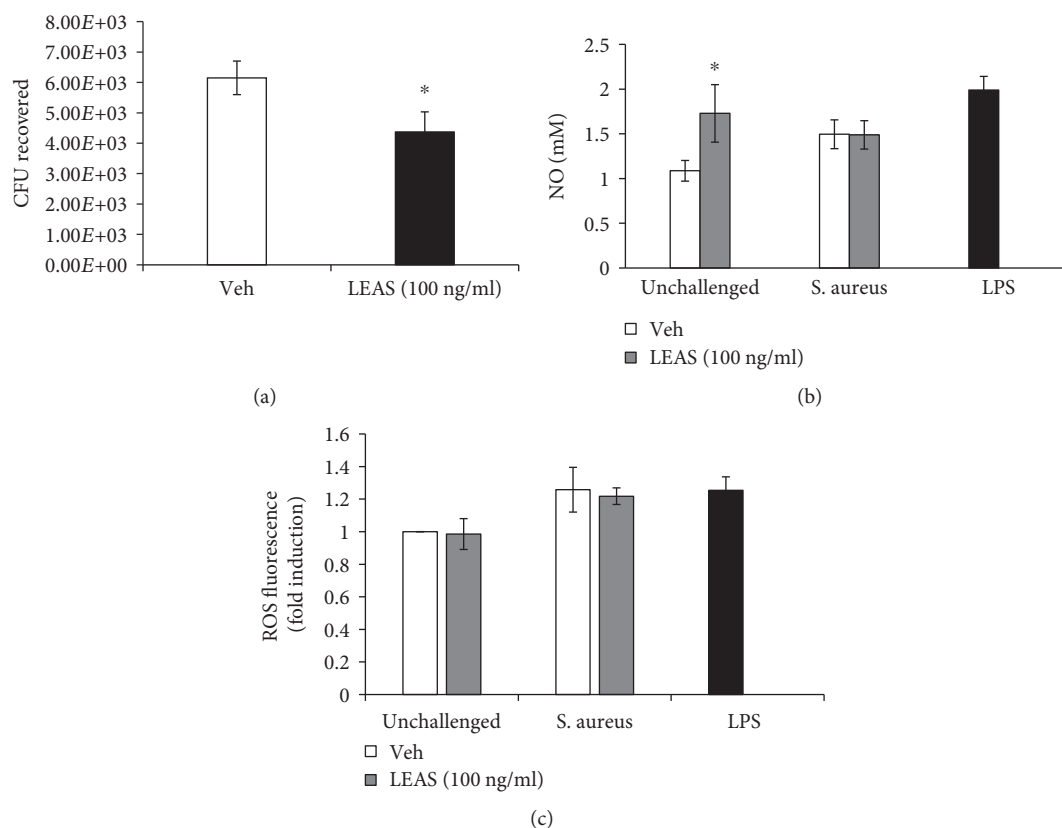 8.00E+03
7.00E+03
6.00E+03
5.00E+03
4.00E+03
3.00E+03
2.00E+03
1.00E+03
0.00E+00
CFU recovered
*
Veh
LEAS (100 ng/ml)
(a)
2.5
2
1.5
1
0.5
0
NO (mM)
*
Unchallenged
S. aureus
LPS
Veh
LEAS (100 ng/ml)
(b)
1.6
1.4
1.2
1
0.8
0.6
0.4
0.2
0
ROS fluorescence
(fold induction)
Unchallenged
S. aureus
LPS
Veh
LEAS (100 ng/ml)
(c)